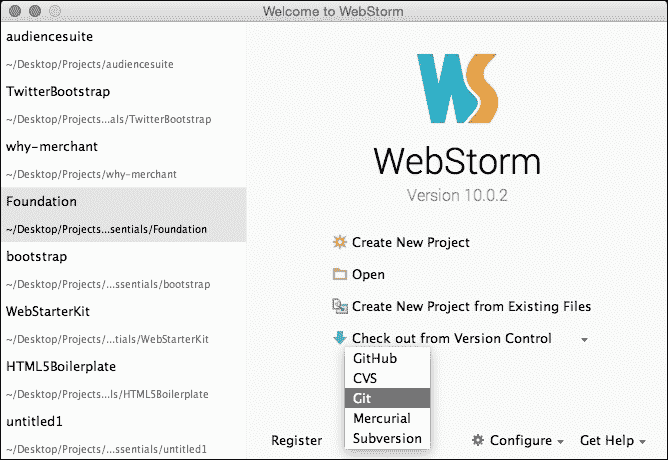 Welcome to WebStorm
audiencesuite
~/Desktop/Projects/audiencesuite
TwitterBootstrap
~/Desktop/Projects...als/TwitterBootstrap
why-merchant
~/Desktop/Projects/why-merchant
Foundation
~/Desktop/Projects...sentials/Foundation
bootstrap
~/Desktop/Projects/...ssentials/bootstrap
WebStarterKit
~/Desktop/Projects/...tials/WebStarterKit
HTML5Boilerplate
~/Desktop/Projects...ls/HTML5Boilerplate
untitled1
~/Desktop/Projects/...ssentials/untitled1
WS
WebStorm
Version 10.0.2
Create New Project
Open
Create New Project from Existing Files
Check out from Version Control
GitHub
CVS
Git
Mercurial
Subversion
Register
Configure
Get Help